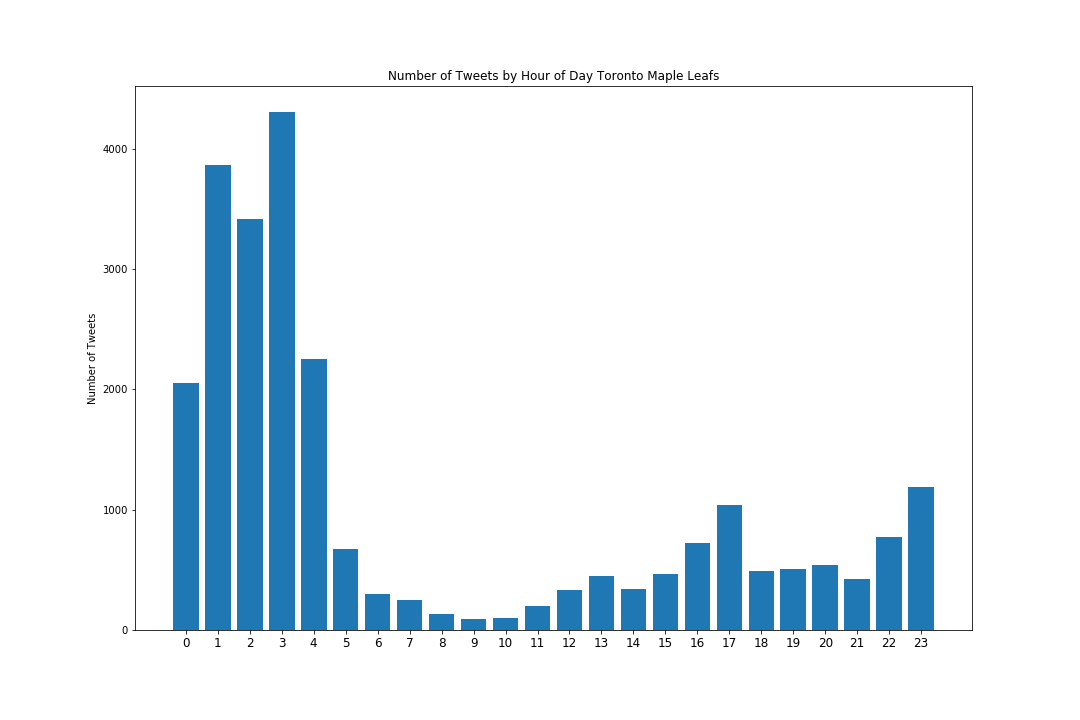 Number of Tweets by Hour of Day Toronto Maple Leafs
4000
3000
2000
1000
0
Number of Tweets
0 1 2 3 4 5 6 7 8 9 10 11 12 13 14 15 16 17 18 19 20 21 22 23